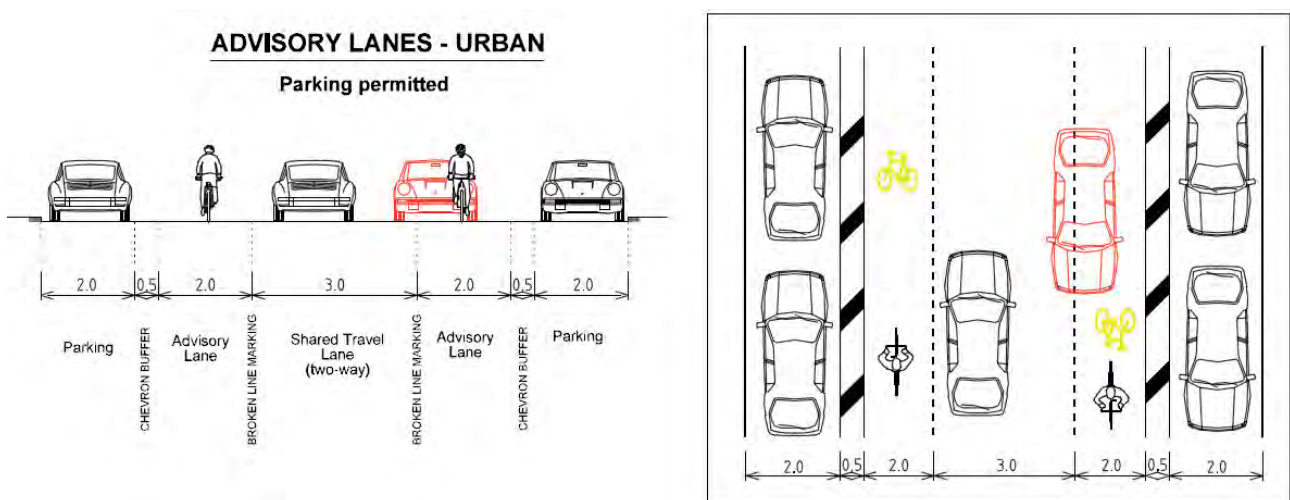 ADVISORY LANES - URBAN
Parking permitted
2.0 0.5 2.0 3.0 2.0 0.5 2.0
Parking
CHEVRON BUFFER
Advisory
Lane
BROKEN LINE MARKING
Shared Travel
Lane
(two-way)
BROKEN LINE MARKING
Advisory
Lane
CHEVRON BUFFER
Parking
2.0 0.5 2.0 3.0 2.0 0.5 2.0